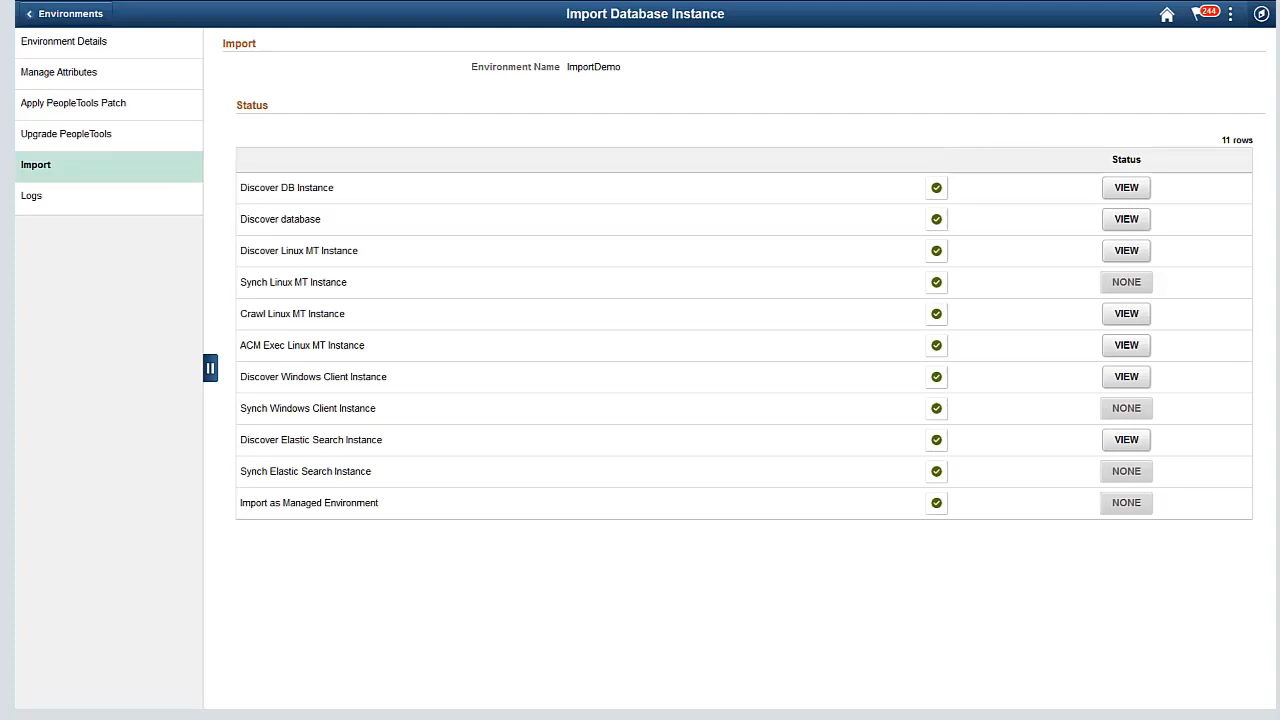 Environments
Import Database Instance
244
Environment Details
Manage Attributes
Apply PeopleTools Patch
Upgrade PeopleTools
Import
Logs
Import
Environment Name ImportDemo
Status
11 rows
Status
Discover DB Instance VIEW
Discover database VIEW
Discover Linux MT Instance VIEW
Synch Linux MT Instance NONE
Crawl Linux MT Instance VIEW
ACM Exec Linux MT Instance VIEW
Discover Windows Client Instance VIEW
Synch Windows Client Instance NONE
Discover Elastic Search Instance VIEW
Synch Elastic Search Instance NONE
Import as Managed Environment NONE